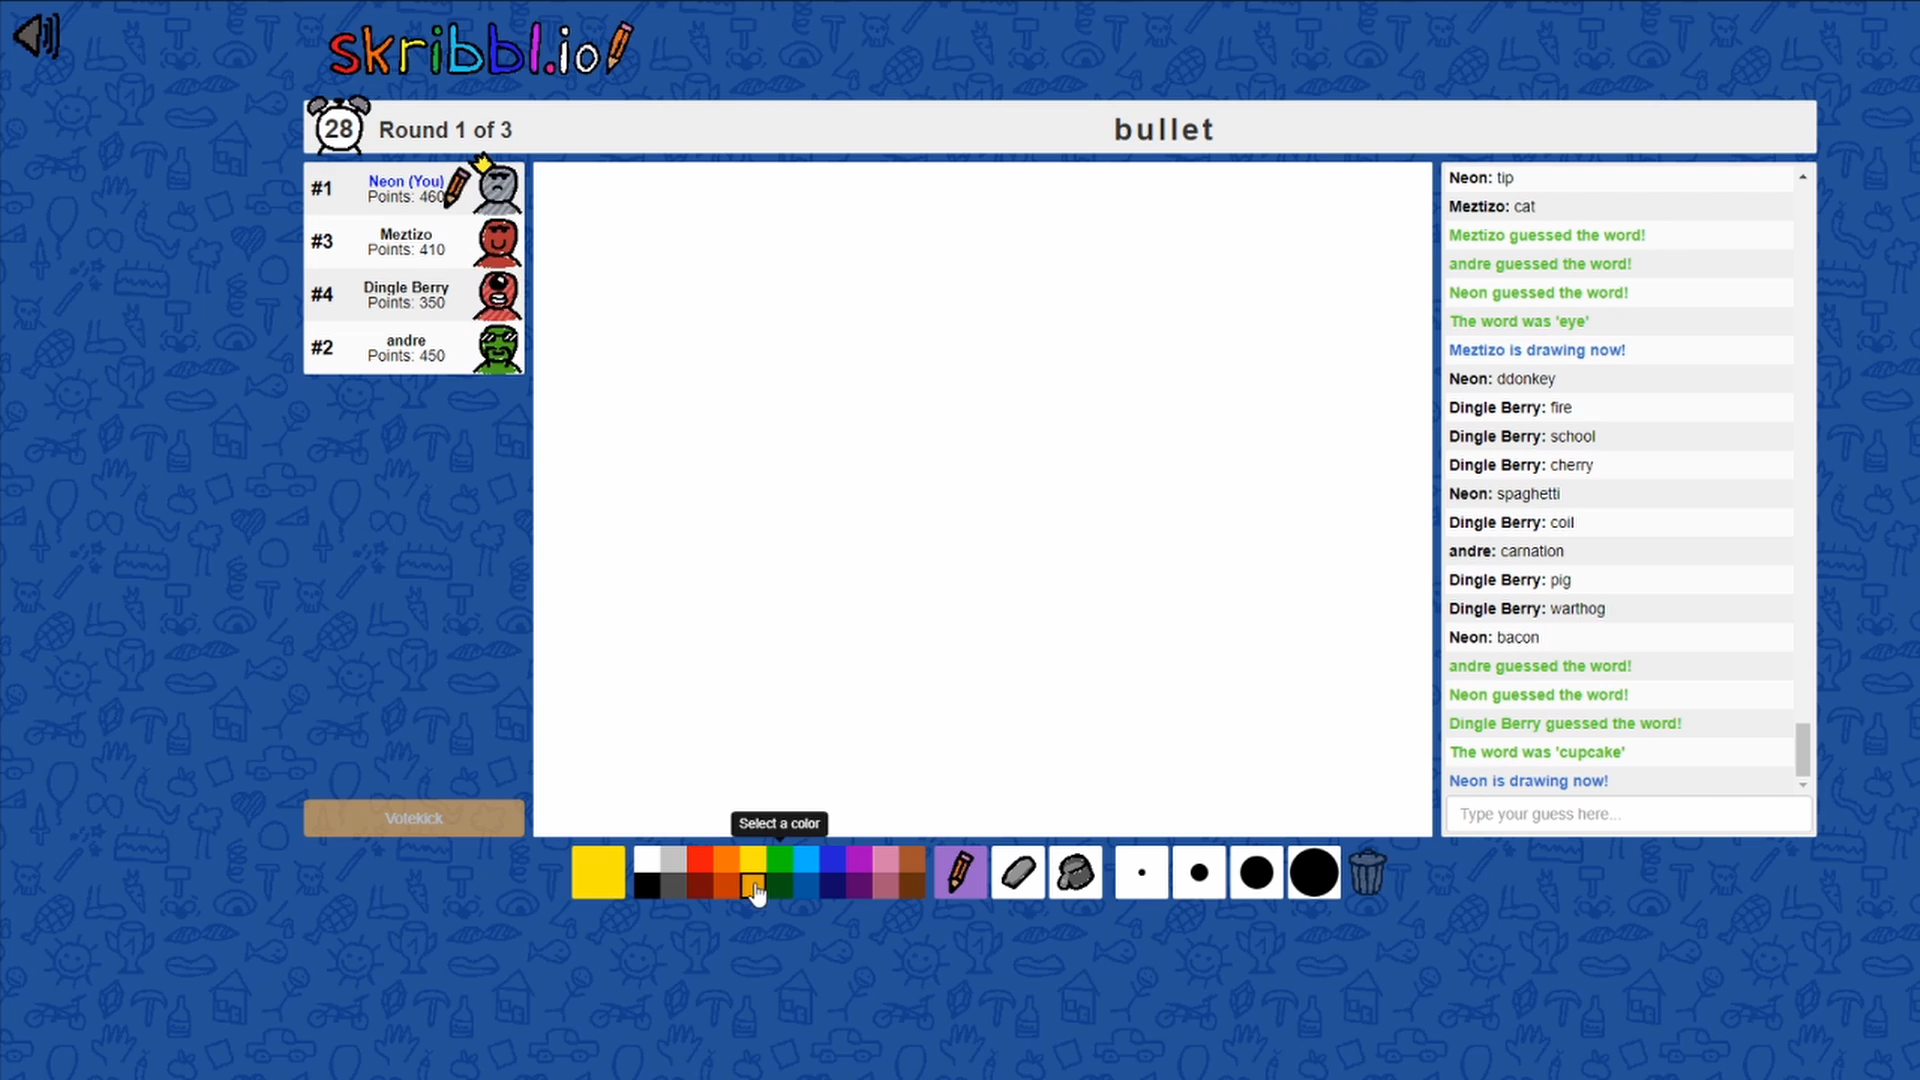 skribbl.io
28
Round 1 of 3
bullet
#1
Neon (You)
Points: 460
#3
Meztizo
Points: 410
#4
Dingle Berry
Points: 350
#2
andre
Points: 450
Votekick
Neon: tip
Meztizo: cat
Meztizo guessed the word!
andre guessed the word!
Neon guessed the word!
The word was 'eye'
Meztizo is drawing now!
Neon: ddonkey
Dingle Berry: fire
Dingle Berry: school
Dingle Berry: cherry
Neon: spaghetti
Dingle Berry: coil
andre: carnation
Dingle Berry: pig
Dingle Berry: warthog
Neon: bacon
andre guessed the word!
Neon guessed the word!
Dingle Berry guessed the word!
The word was 'cupcake'
Neon is drawing now!
Type your guess here...
Select a color